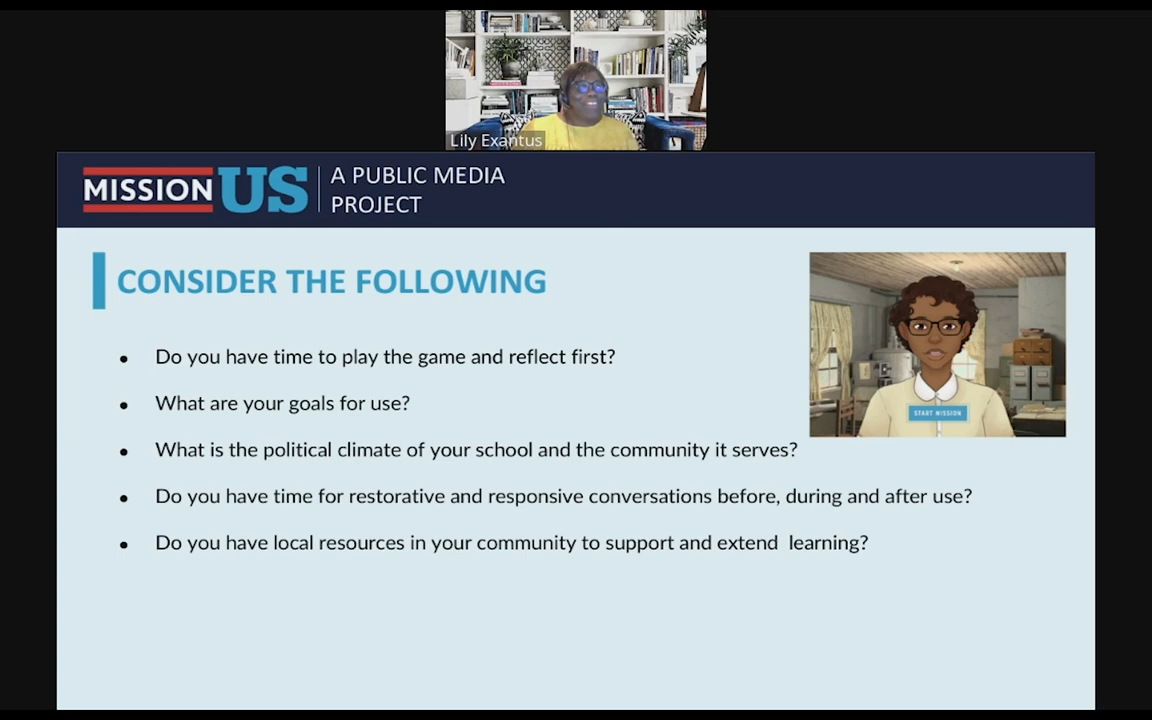 Lily Exantus
MISSION US
A PUBLIC MEDIA
PROJECT
CONSIDER THE FOLLOWING
• Do you have time to play the game and reflect first?
• What are your goals for use?
• What is the political climate of your school and the community it serves?
• Do you have time for restorative and responsive conversations before, during and after use?
• Do you have local resources in your community to support and extend  learning?
START MISSION